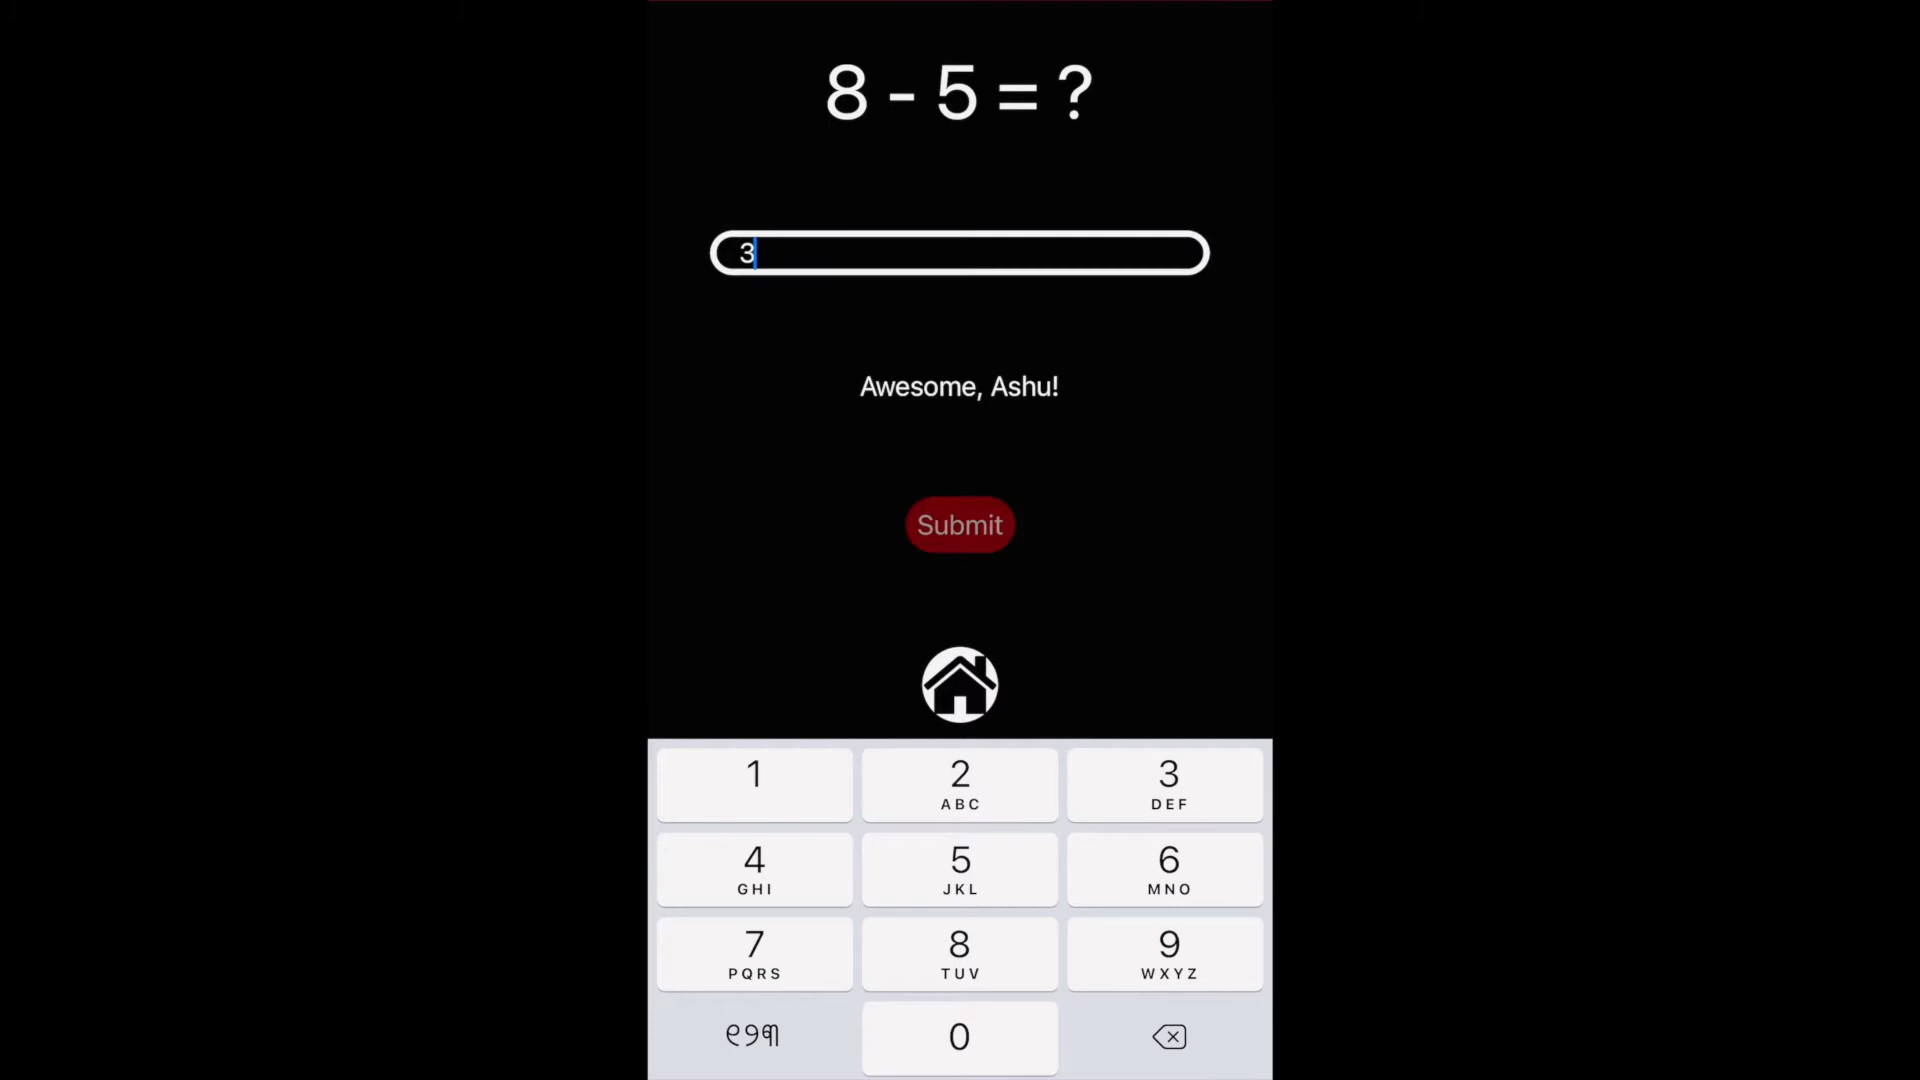 8 - 5 = ?
3
Awesome, Ashu!
Submit
1
2
ABC
3
DEF
4
GHI
5
JKL
6
MNO
7
PQRS
8
TUV
9
WXYZ
0